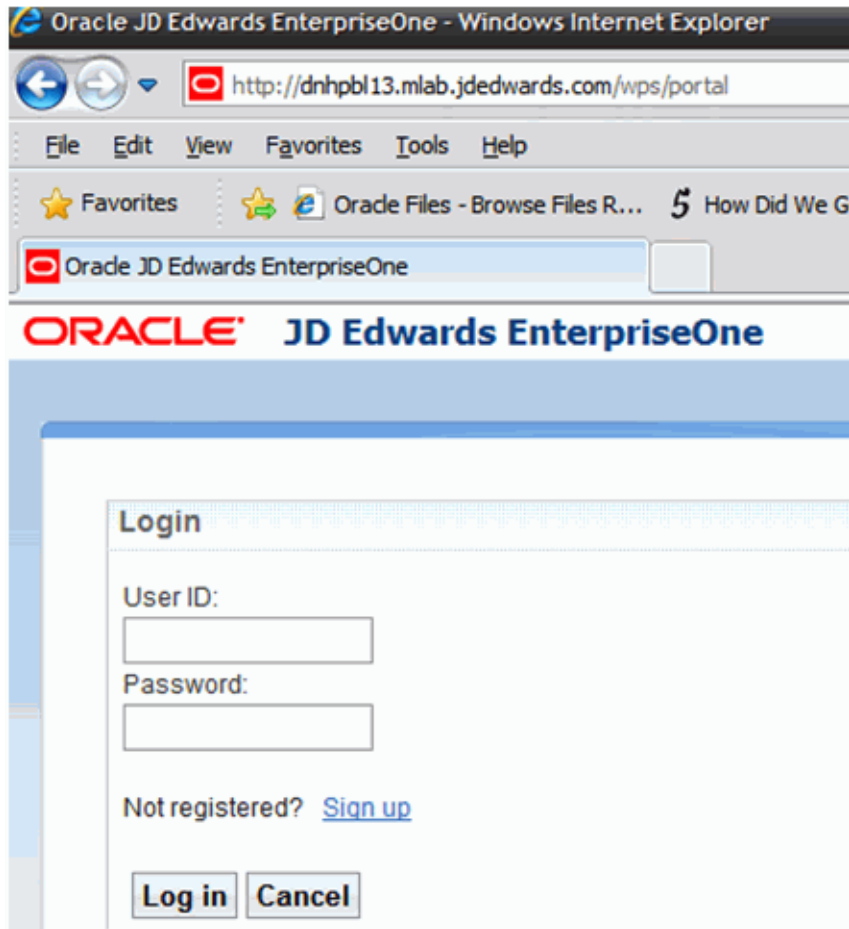 Oracle JD Edwards EnterpriseOne - Windows Internet Explorer
http://dnhpbl13.mlab.jdedwards.com/wps/portal
File Edit View Favorites Tools Help
Favorites Oracle Files - Browse Files R... 5 How Did We G
Oracle JD Edwards EnterpriseOne
ORACLE JD Edwards EnterpriseOne
Login
User ID:
Password:
Not registered? Sign up
Log in Cancel